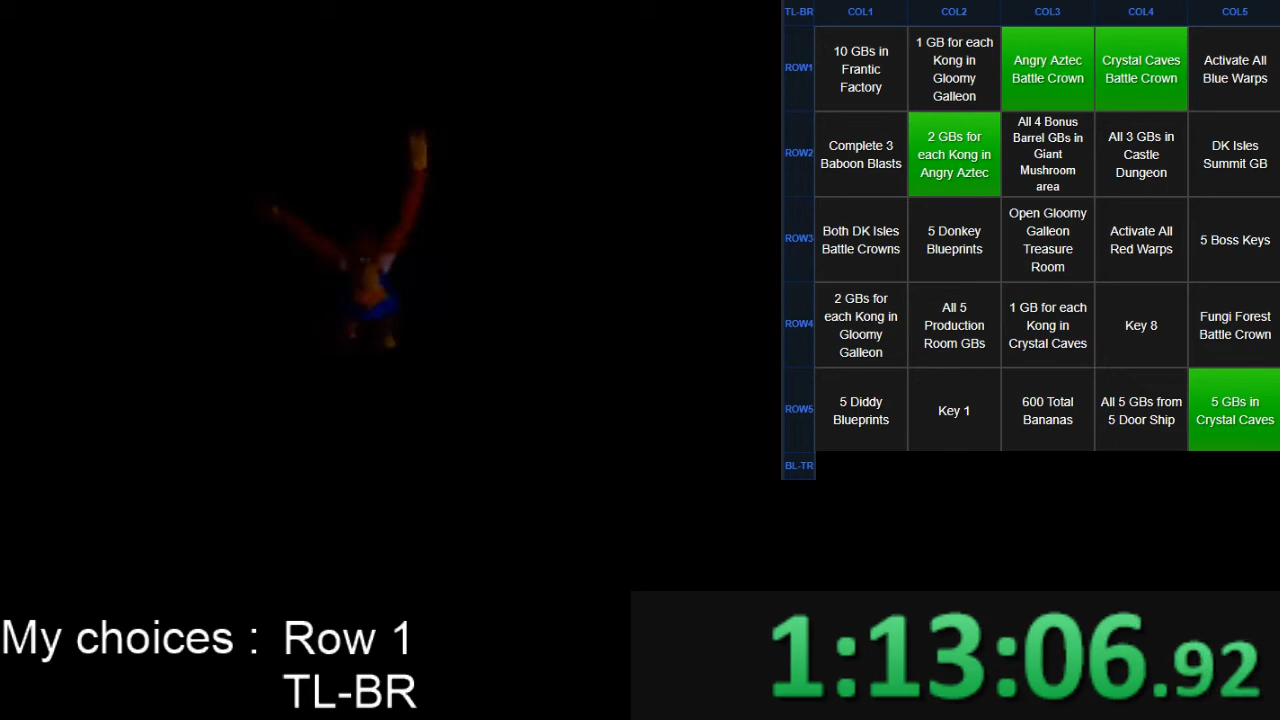 TL-BR COL1 COL2 COL3 COL4 COL5
ROW1
10 GBs in
Frantic
Factory
1 GB for each
Kong in
Gloomy
Galleon
Angry Aztec
Battle Crown
Crystal Caves
Battle Crown
Activate All
Blue Warps
ROW2
Complete 3
Baboon Blasts
2 GBs for
each Kong in
Angry Aztec
All 4 Bonus
Barrel GBs in
Giant
Mushroom
area
All 3 GBs in
Castle
Dungeon
DK Isles
Summit GB
ROW3
Both DK Isles
Battle Crowns
5 Donkey
Blueprints
Open Gloomy
Galleon
Treasure
Room
Activate All
Red Warps
5 Boss Keys
ROW4
2 GBs for
each Kong in
Gloomy
Galleon
All 5
Production
Room GBs
1 GB for each
Kong in
Crystal Caves
Key 8
Fungi Forest
Battle Crown
ROW5
5 Diddy
Blueprints
Key 1
600 Total
Bananas
All 5 GBs from
5 Door Ship
5 GBs in
Crystal Caves
BL-TR
My choices : Row 1
TL-BR
1:13:06.92